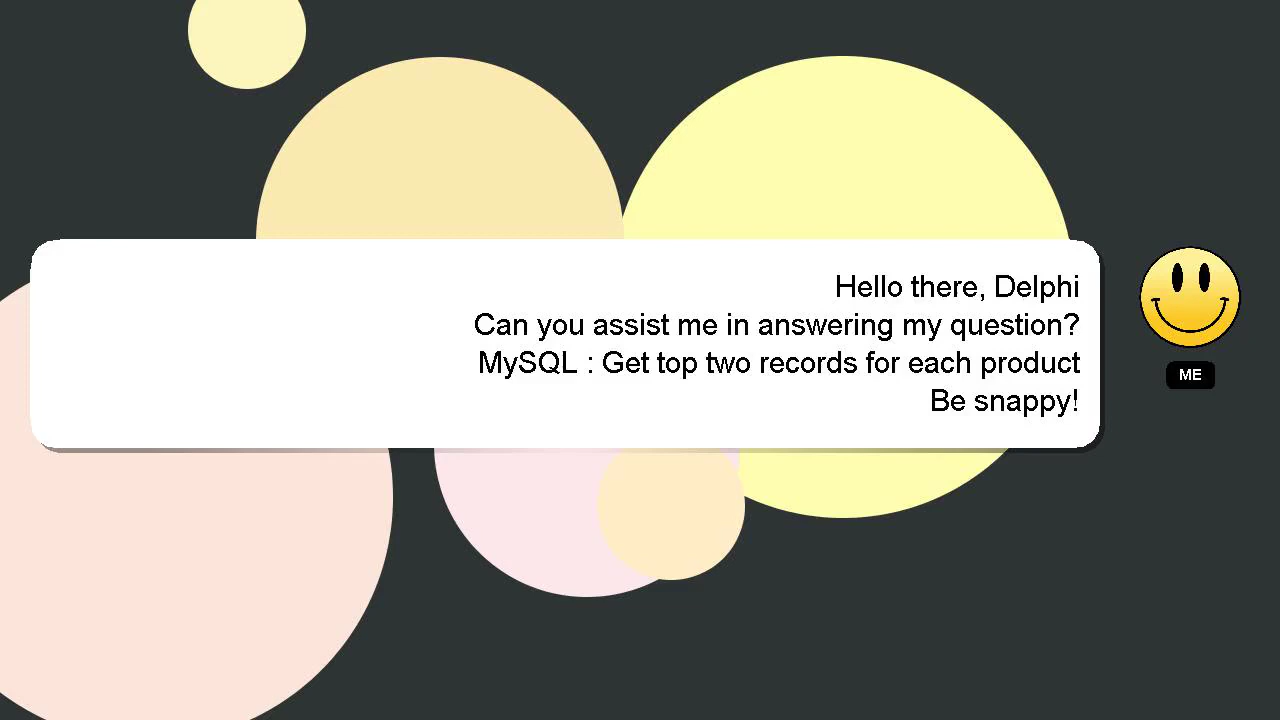 Hello there, Delphi
Can you assist me in answering my question?
MySQL : Get top two records for each product
Be snappy!
ME